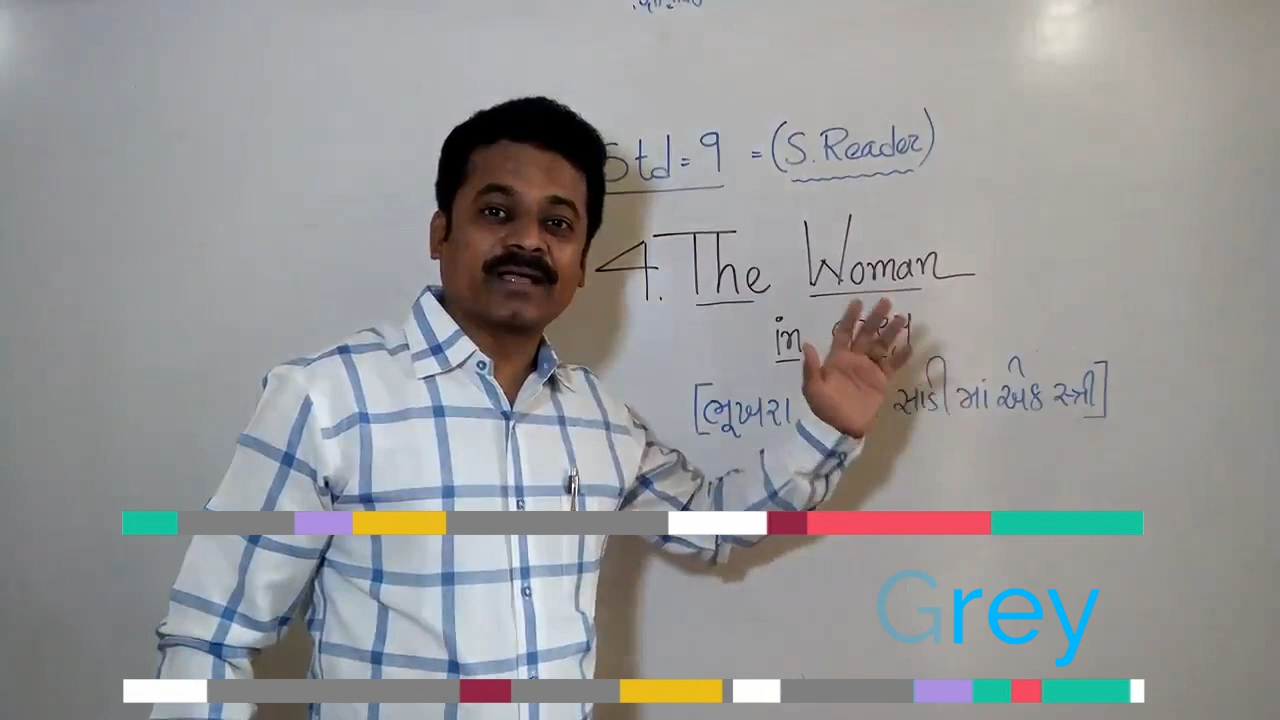 Std = 9 = (S. Reader)
4. The Woman
in
[ભૂખરા સાડી માં એક સ્ત્રી]
Grey